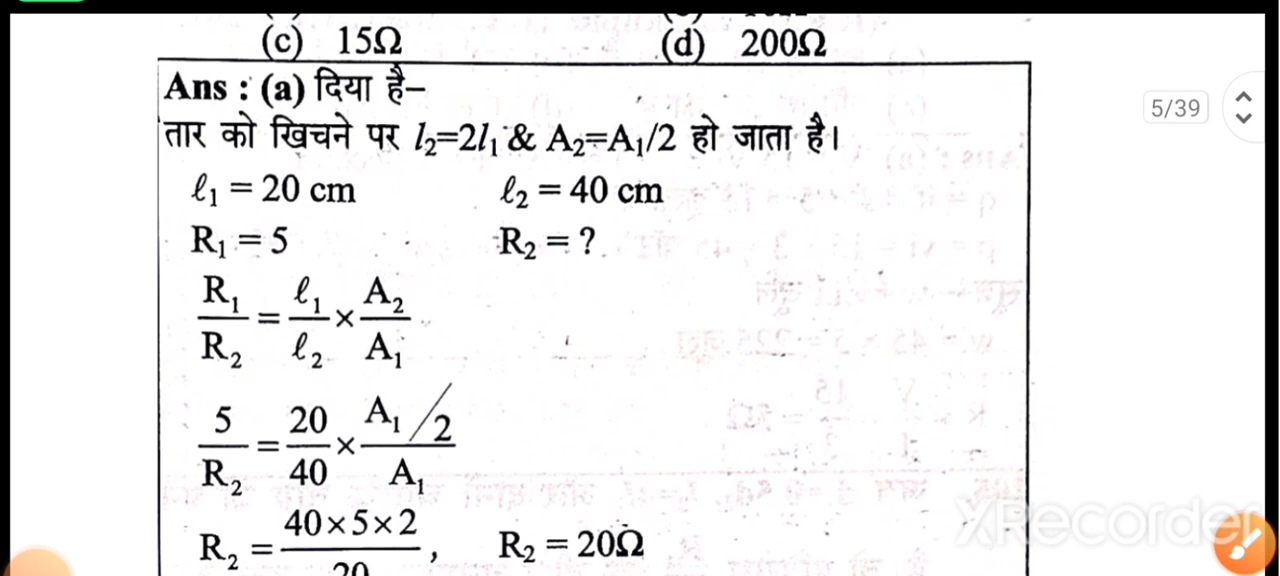 (c) 15Ω (d) 200Ω
Ans : (a) दिया है–
तार को खिचने पर l₂=2l₁ & A₂=A₁/2 हो जाता है।
5/39
ℓ₁ = 20 cm ℓ₂ = 40 cm
R₁ = 5 R₂ = ?
R₁/R₂ = ℓ₁/ℓ₂ × A₂/A₁
5/R₂ = 20/40 × (A₁/2)/A₁
R₂ = 40×5×2/20 , R₂ = 20Ω
XRecorder